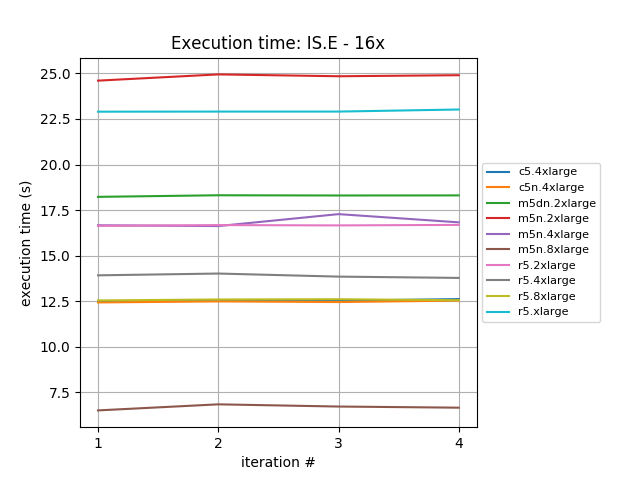 Execution time: IS.E - 16x
execution time (s)
25.0
22.5
20.0
17.5
15.0
12.5
10.0
7.5
1 2 3 4
iteration #
c5.4xlarge
c5n.4xlarge
m5dn.2xlarge
m5n.2xlarge
m5n.4xlarge
m5n.8xlarge
r5.2xlarge
r5.4xlarge
r5.8xlarge
r5.xlarge